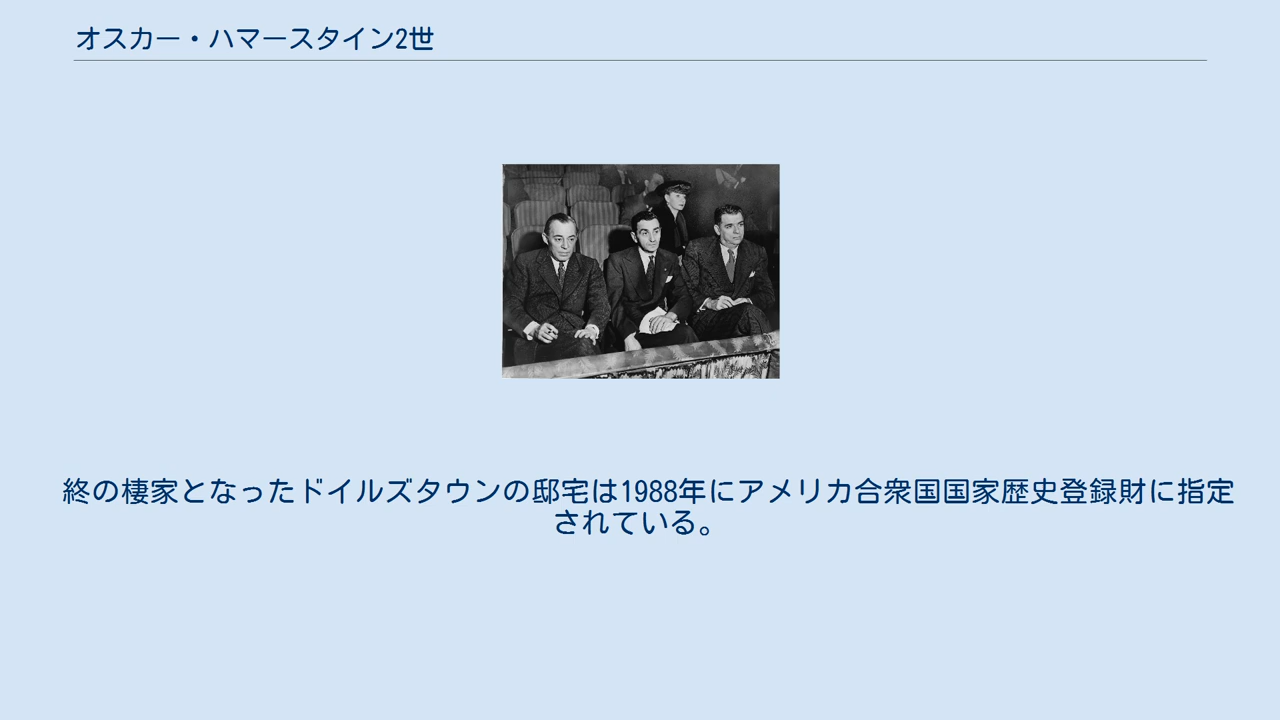 オスカー・ハマースタイン2世
終の棲家となったドイルズタウンの邸宅は1988年にアメリカ合衆国国家歴史登録財に指定
されている。